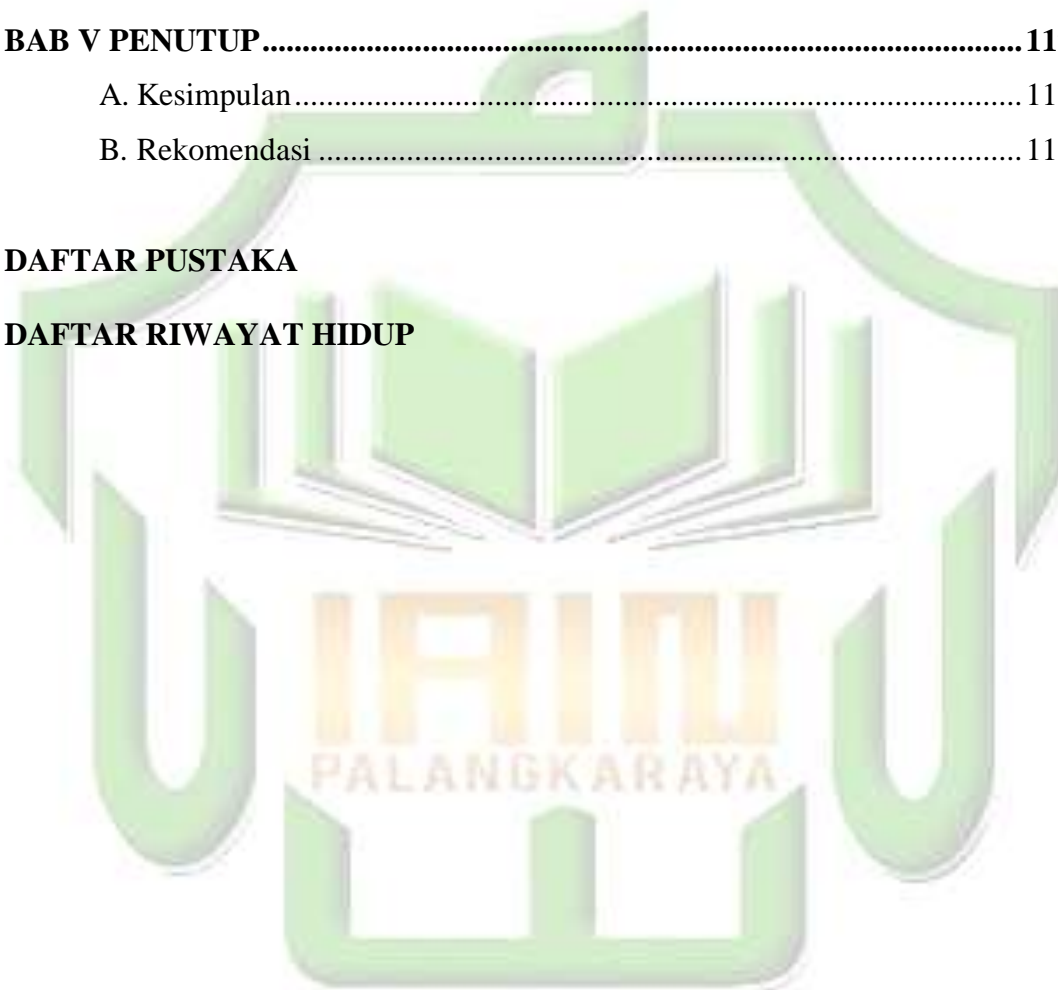 BAB V PENUTUP................................................................................................11
A. Kesimpulan...........................................................................................11
B. Rekomendasi ........................................................................................11
DAFTAR PUSTAKA
DAFTAR RIWAYAT HIDUP
IAIN
PALANGKARAYA